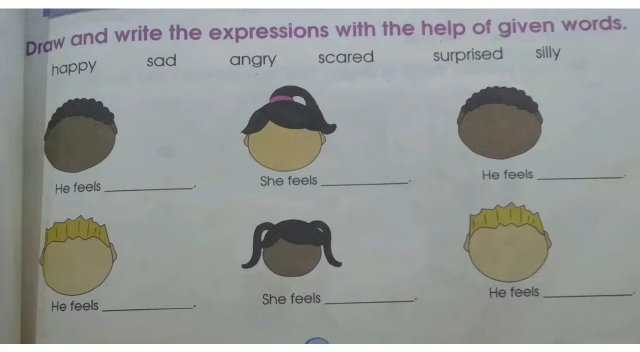 Draw and write the expressions with the help of given words.
happy sad angry scared surprised silly
He feels ____________. She feels ____________. He feels ____________.
He feels ____________. She feels ____________. He feels ____________.